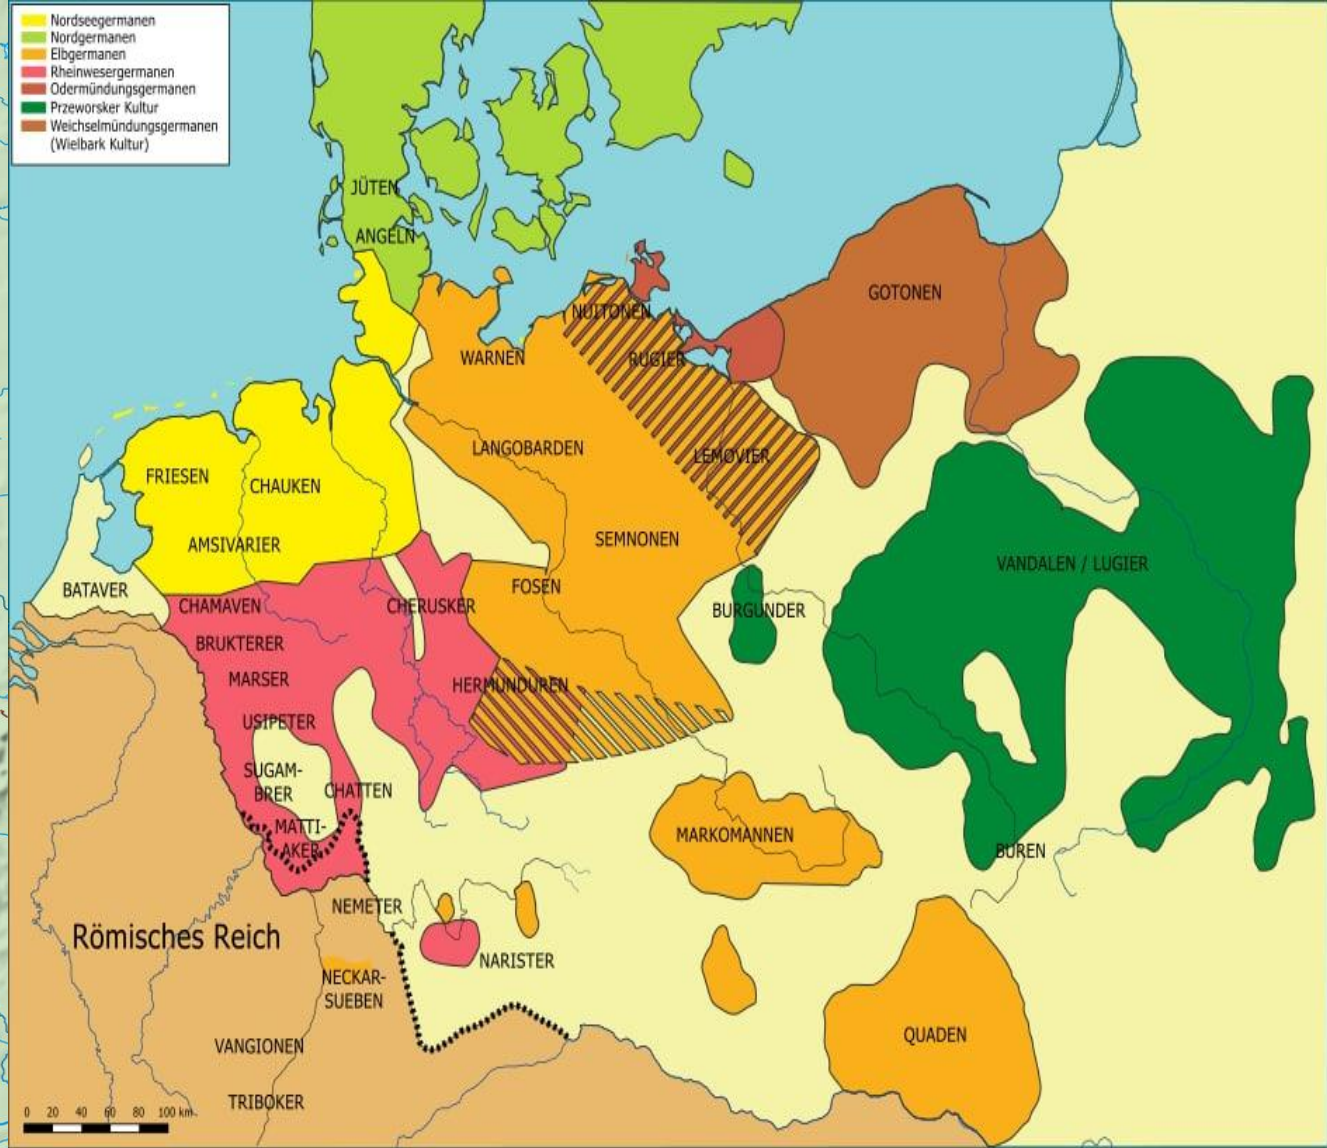 Nordseegermanen
Nordgermanen
Elbgermanen
Rheinwesergermanen
Odermündungsgermanen
Przeworsker Kultur
Weichselmündungsgermanen
(Wielbark Kultur)
JÜTEN
ANGELN
GOTONEN
NUITONEN
WARNEN
RUGIER
LANGOBARDEN
LEMOVIER
FRIESEN
CHAUKEN
AMSIVARIER
SEMNONEN
VANDALEN / LUGIER
BATAVER
FOSEN
CHAMAVEN
CHERUSKER
BURGUNDER
BRUKTERER
MARSER
HERMUNDUREN
USIPETER
SUGAM-
BRER
CHATTEN
MATTI-
AKER
MARKOMANNEN
BUREN
NEMETER
Römisches Reich
NARISTER
NECKAR-
SUEBEN
QUADEN
VANGIONEN
TRIBOKER
0 20 40 60 80 100 km